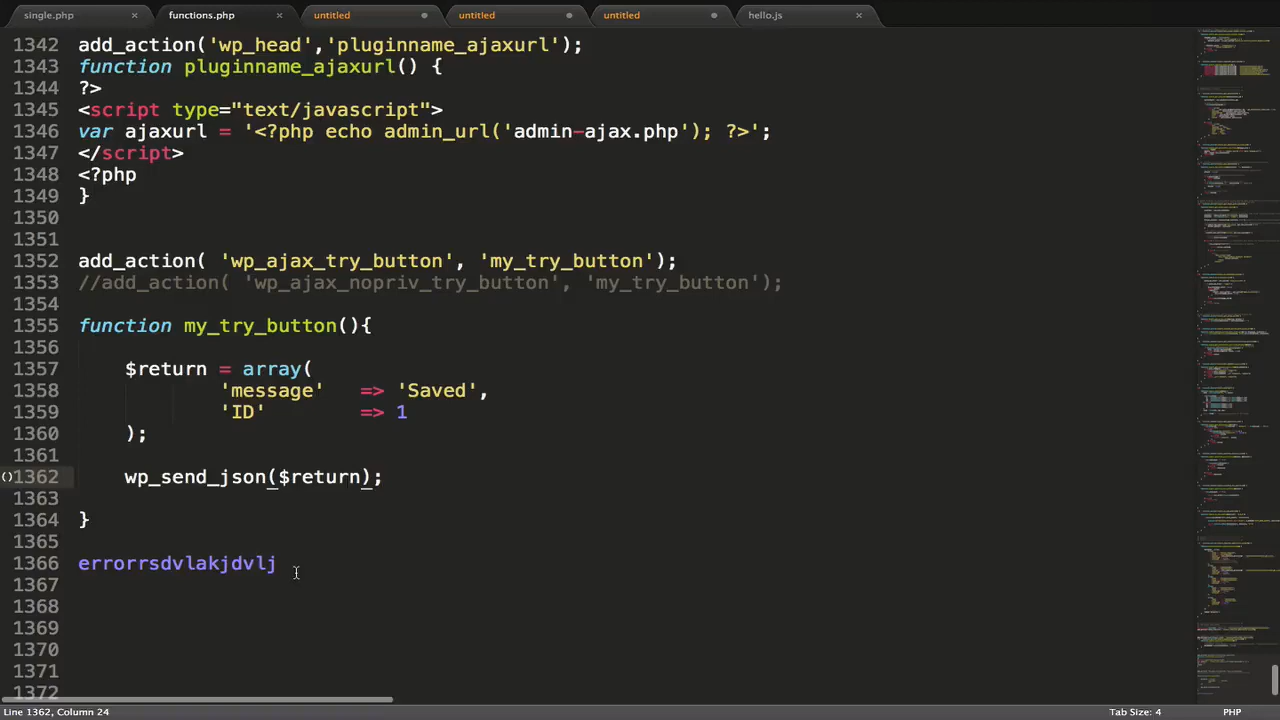 single.php × functions.php × untitled untitled untitled hello.js ×
1342 add_action('wp_head','pluginname_ajaxurl');
1343 function pluginname_ajaxurl() {
1344 ?>
1345 <script type="text/javascript">
1346 var ajaxurl = '<?php echo admin_url('admin-ajax.php'); ?>';
1347 </script>
1348 <?php
1349 }
1350
1351
1352 add_action( 'wp_ajax_try_button', 'my_try_button');
1353 //add_action( 'wp_ajax_nopriv_try_button', 'my_try_button');
1354
1355 function my_try_button(){
1356
1357 $return = array(
1358 'message' => 'Saved',
1359 'ID' => 1
1360 );
1361
1362 wp_send_json($return);
1363
1364 }
1365
1366 errorrsdvlakjdvlj
1367
1368
1369
1370
1371
1372
Line 1362, Column 24 Tab Size: 4 PHP